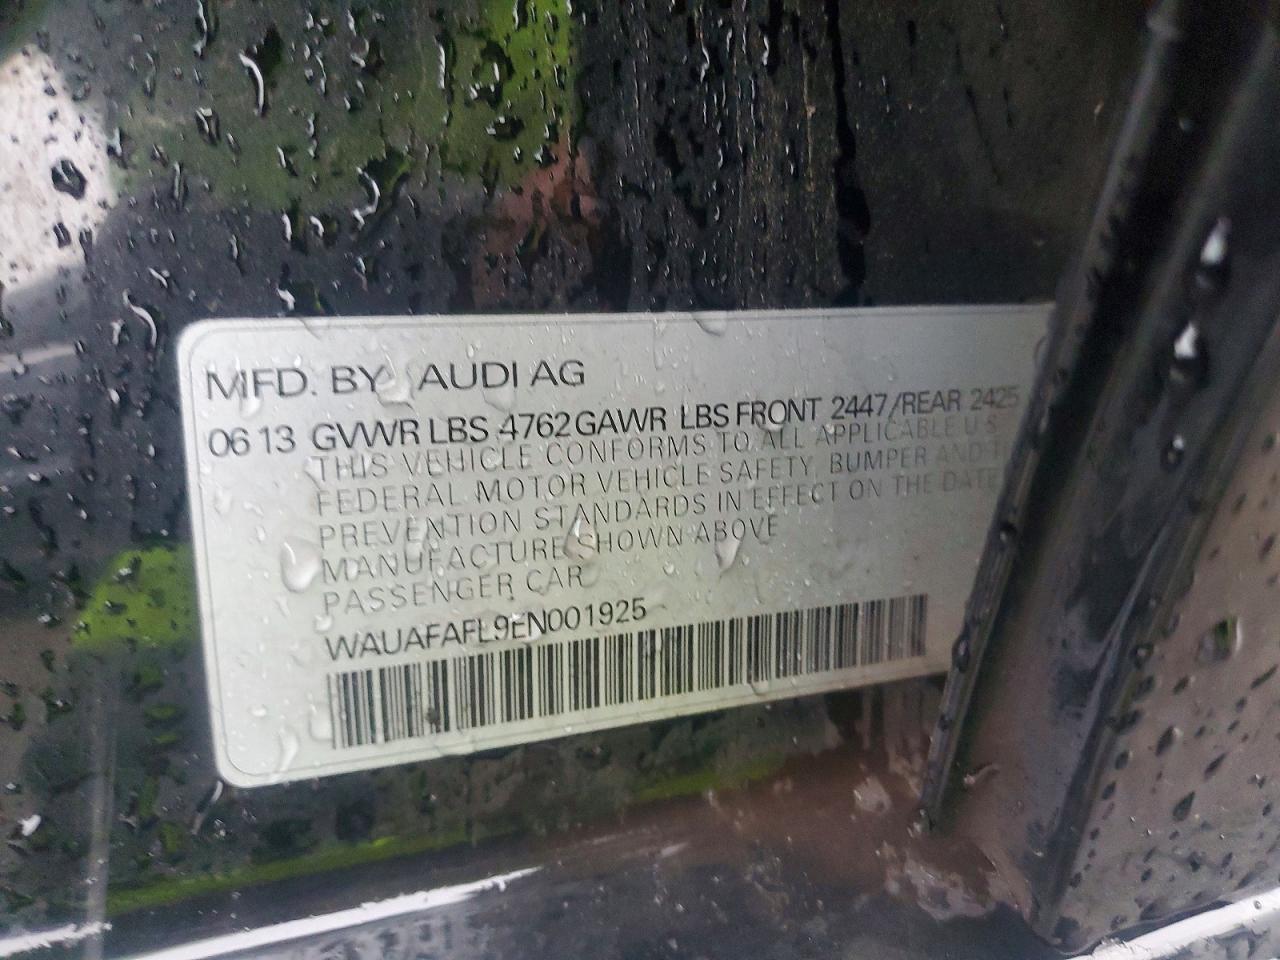 MFD. BY AUDI AG
06 13 GVWR LBS 4762 GAWR LBS FRONT 2447/REAR 2425
THIS VEHICLE CONFORMS TO ALL APPLICABLE U S
FEDERAL MOTOR VEHICLE SAFETY, BUMPER AND
PREVENTION STANDARDS IN EFFECT ON THE DATE
MANUFACTURE SHOWN ABOVE
PASSENGER CAR
WAUAFAFL9EN001925